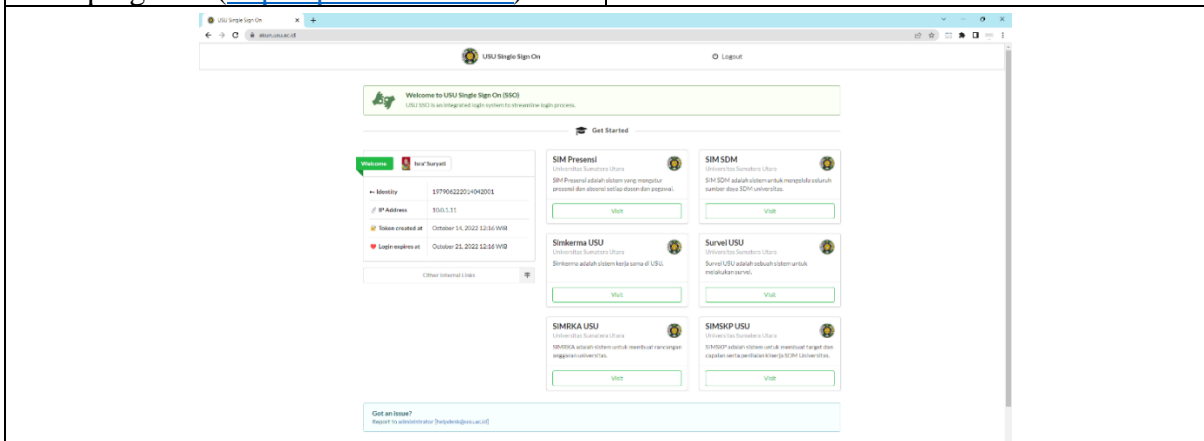 USU Single Sign On
USU Single Sign On
Logout
Welcome to USU Single Sign On (SSO)
USU SSO is an integrated login system to streamline login process.
Get Started
Welcome
Isra' Suryati
Identity 197906222014042001
IP Address 10.0.1.11
Token created at October 14, 2022 12:16 WIB
Login expires at October 21, 2022 12:16 WIB
Other Internal Links
SIM Presensi
Universitas Sumatera Utara
SIM Presensi adalah sistem yang mengatur
presensi dan absensi setiap dosen dan pegawai.
Visit
SIM SDM
Universitas Sumatera Utara
SIM SDM adalah sistem untuk mengelola seluruh
sumber daya SDM universitas.
Visit
Simkerma USU
Universitas Sumatera Utara
Simkerma adalah sistem kerja sama di USU.
Visit
Survei USU
Universitas Sumatera Utara
Survei USU adalah sebuah sistem untuk
melakukan survei.
Visit
SIMRKA USU
Universitas Sumatera Utara
SIMRKA adalah sistem untuk membuat rancangan
anggaran universitas.
Visit
SIMSKP USU
Universitas Sumatera Utara
SIMSKP adalah sistem untuk membuat target dan
capaian serta penilaian kinerja SDM Universitas.
Visit
Got an issue?
Report to administrator [helpdesk@usu.ac.id]